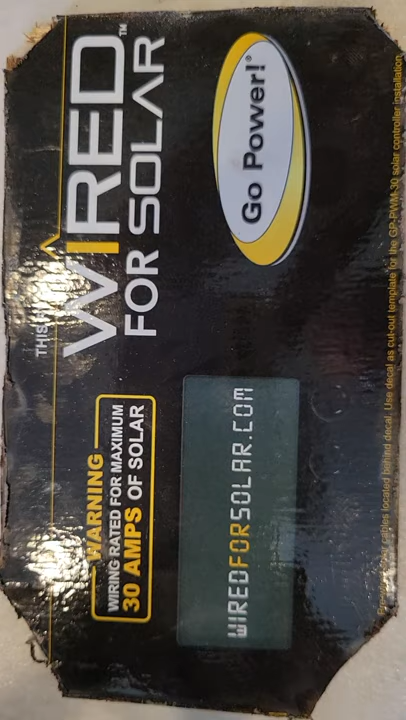 THIS
WIRED™
FOR SOLAR
Go Power!®
WARNING
WIRING RATED FOR MAXIMUM
30 AMPS OF SOLAR
WIREDFORSOLAR.COM
cables located behind decal. Use decal as cut-out template for the GP-PWM-30 solar controller installation